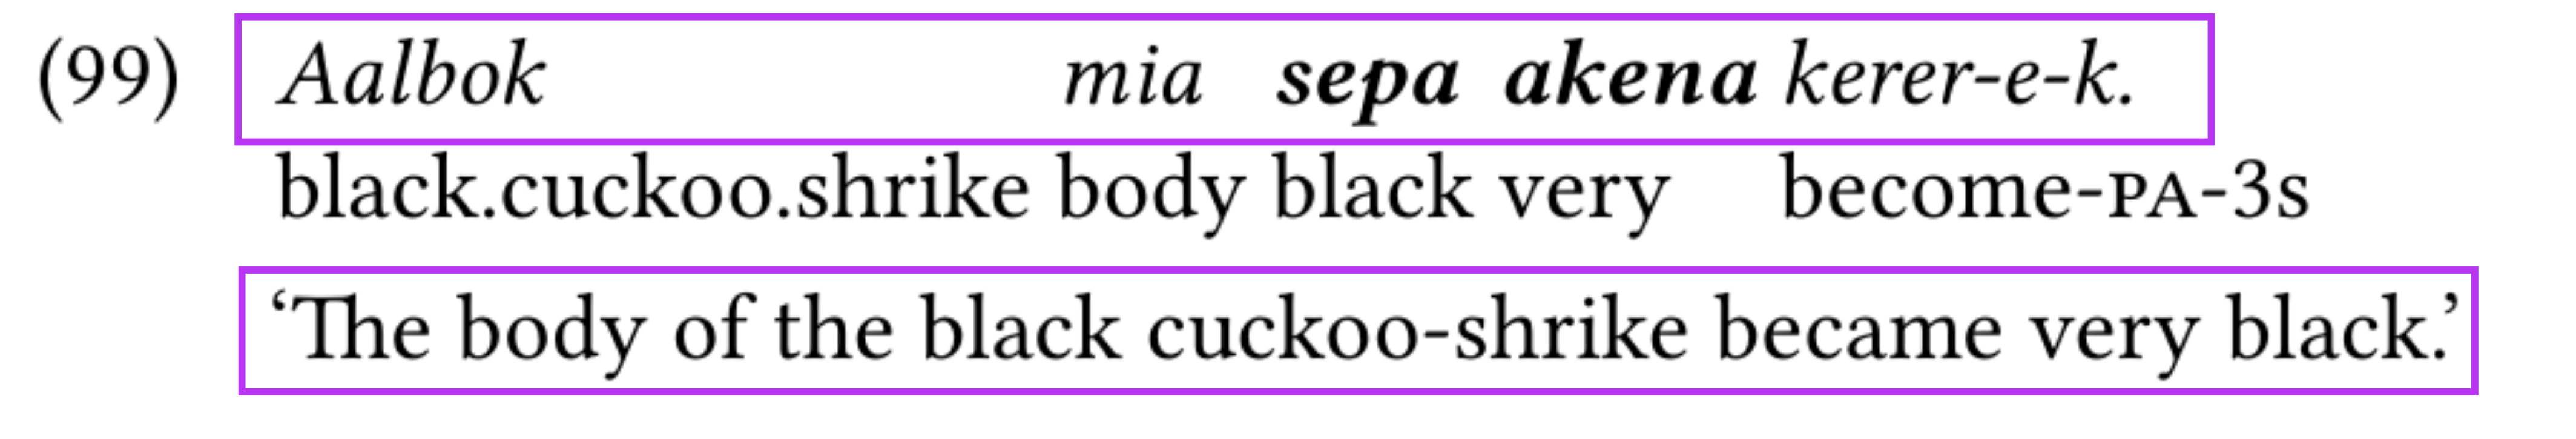 (99) Aalbok mia sepa akena kerer-e-k.
black.cuckoo.shrike body black very become-PA-3s
‘The body of the black cuckoo-shrike became very black.’